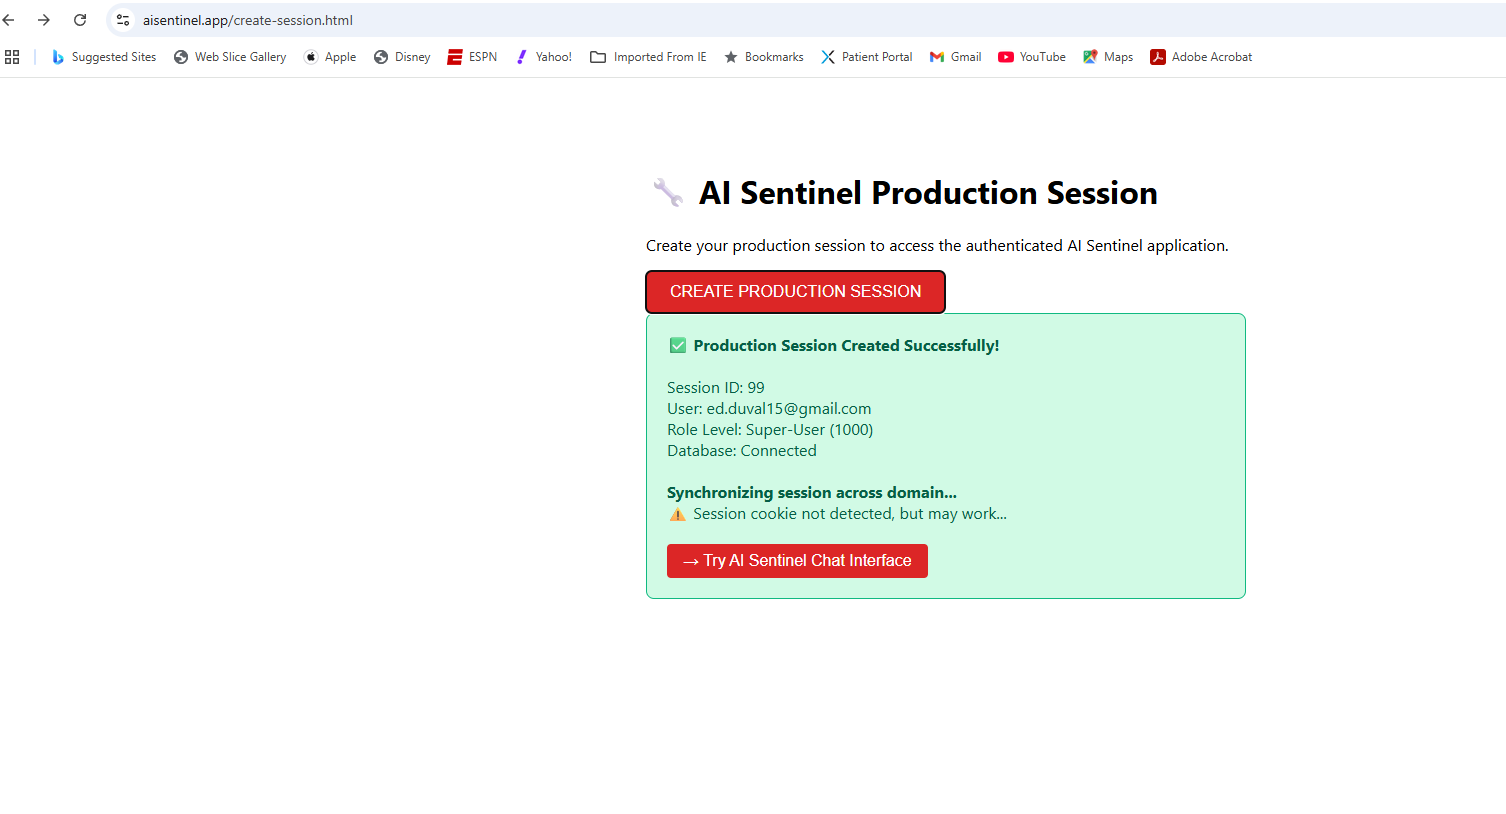 aisentinel.app/create-session.html
Suggested Sites Web Slice Gallery Apple Disney ESPN Yahoo! Imported From IE Bookmarks Patient Portal Gmail YouTube Maps Adobe Acrobat
AI Sentinel Production Session
Create your production session to access the authenticated AI Sentinel application.
CREATE PRODUCTION SESSION
✅ Production Session Created Successfully!
Session ID: 99
User: ed.duval15@gmail.com
Role Level: Super-User (1000)
Database: Connected
Synchronizing session across domain...
⚠️ Session cookie not detected, but may work...
→ Try AI Sentinel Chat Interface